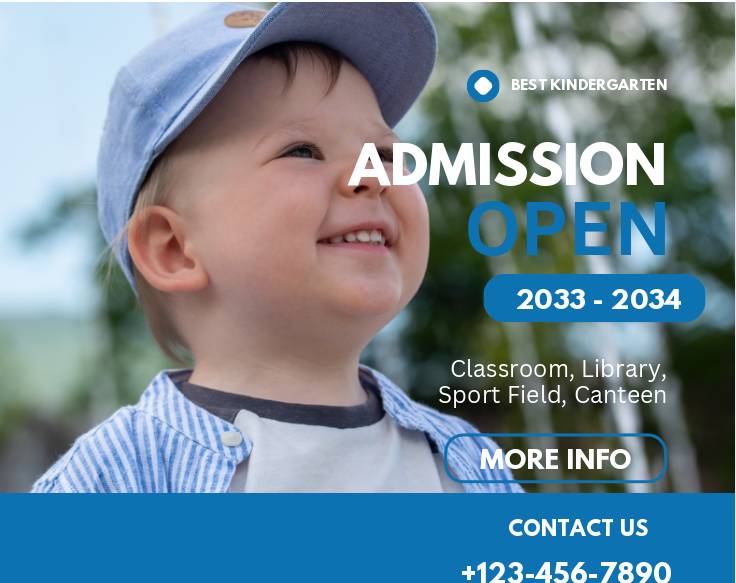 BEST KINDERGARTEN
ADMISSION
OPEN
2033 - 2034
Classroom, Library,
Sport Field, Canteen
MORE INFO
CONTACT US
+123-456-7890